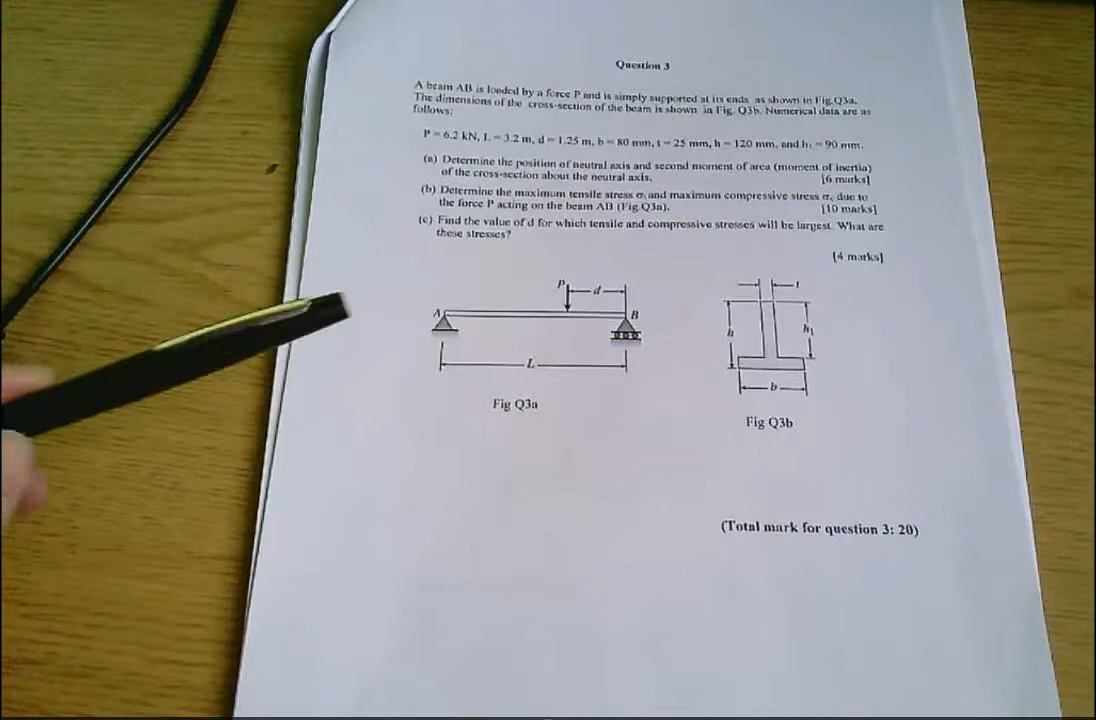 Question 3
A beam AB is loaded by a force P and is simply supported at its ends as shown in Fig.Q3a.
The dimensions of the cross-section of the beam is shown in Fig. Q3b. Numerical data are as
follows:
P = 6.2 kN, L = 3.2 m, d = 1.25 m, b = 80 mm, t = 25 mm, h = 120 mm, and h₁ = 90 mm.
(a) Determine the position of neutral axis and second moment of area (moment of inertia)
of the cross-section about the neutral axis. [6 marks]
(b) Determine the maximum tensile stress σₜ and maximum compressive stress σ꜀ due to
the force P acting on the beam AB (Fig.Q3a). [10 marks]
(c) Find the value of d for which tensile and compressive stresses will be largest. What are
these stresses?
[4 marks]
P d t
A B h h₁
L b
Fig Q3a
Fig Q3b
(Total mark for question 3: 20)